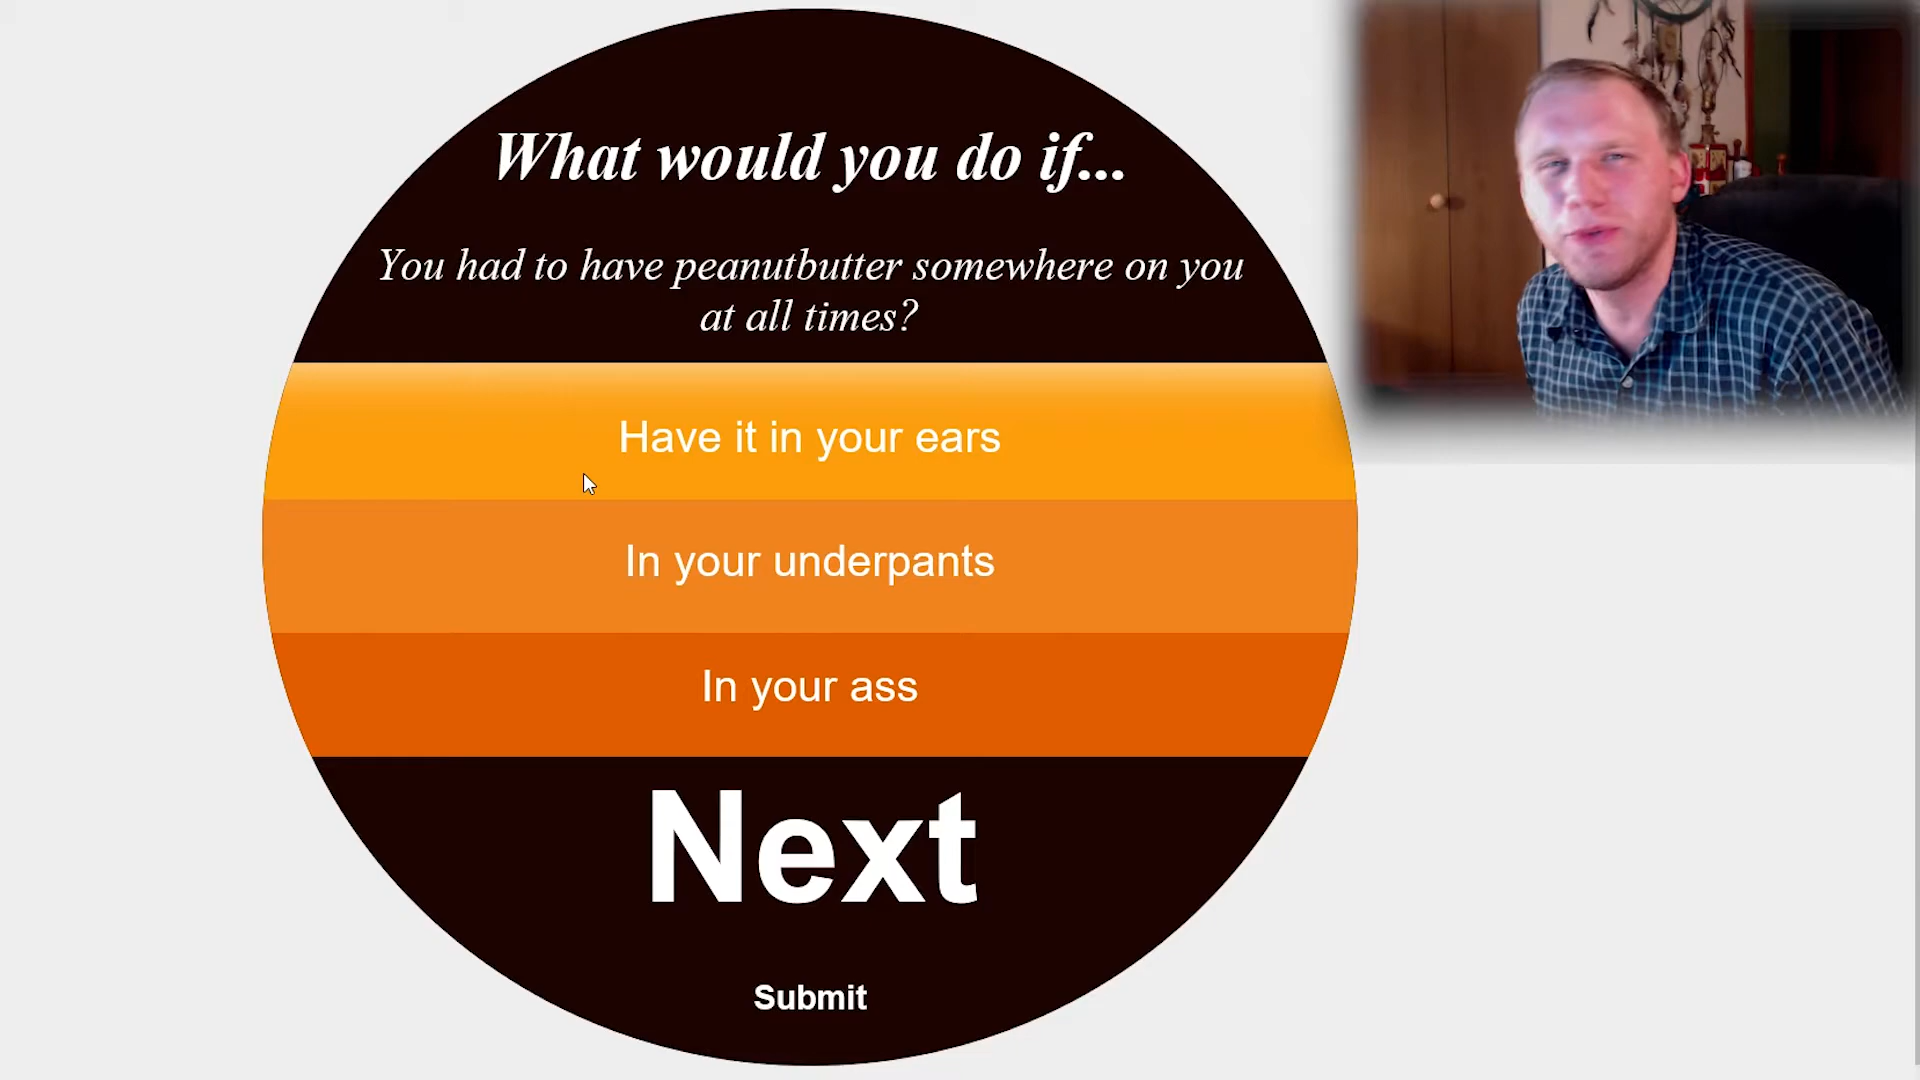 What would you do if...
You had to have peanutbutter somewhere on you
at all times?
Have it in your ears
In your underpants
In your ass
Next
Submit